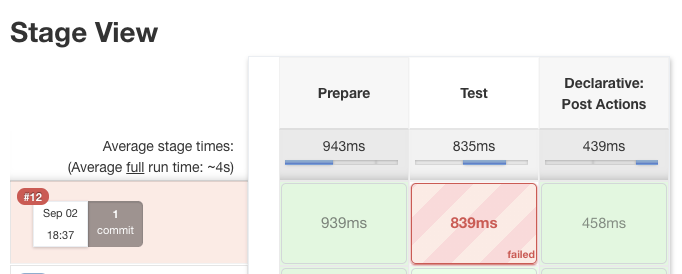 Stage View
Prepare
Test
Declarative:
Post Actions
Average stage times:
(Average full run time: ~4s)
943ms
835ms
439ms
#12
Sep 02
18:37
1
commit
939ms
839ms
failed
458ms